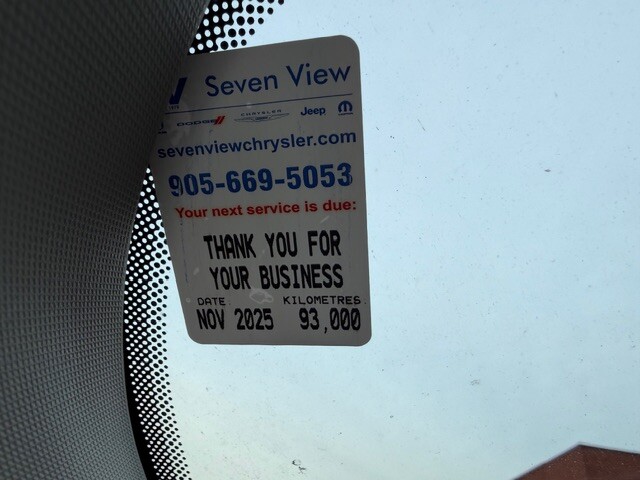 Seven View
DODGE CHRYSLER Jeep
sevenviewchrysler.com
905-669-5053
Your next service is due:
THANK YOU FOR
YOUR BUSINESS
DATE KILOMETRES
NOV 2025 93,000